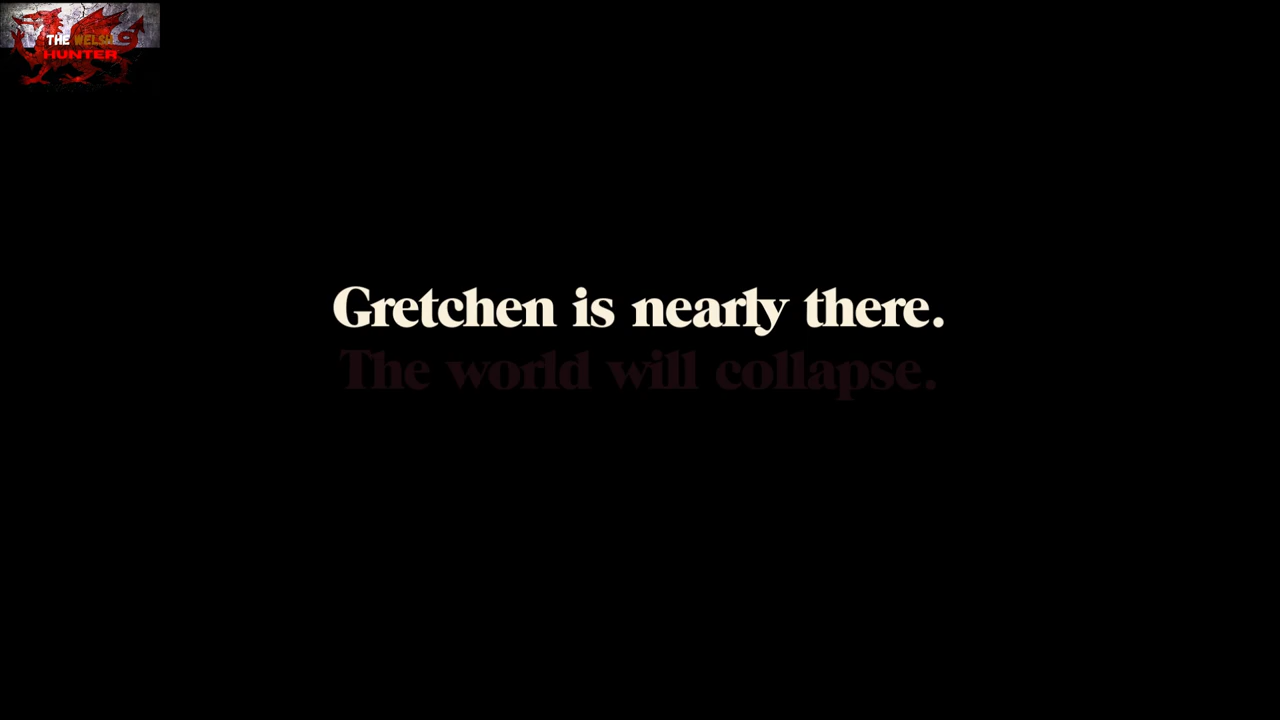 THE WELSH
HUNTER
Gretchen is nearly there.
The world will collapse.